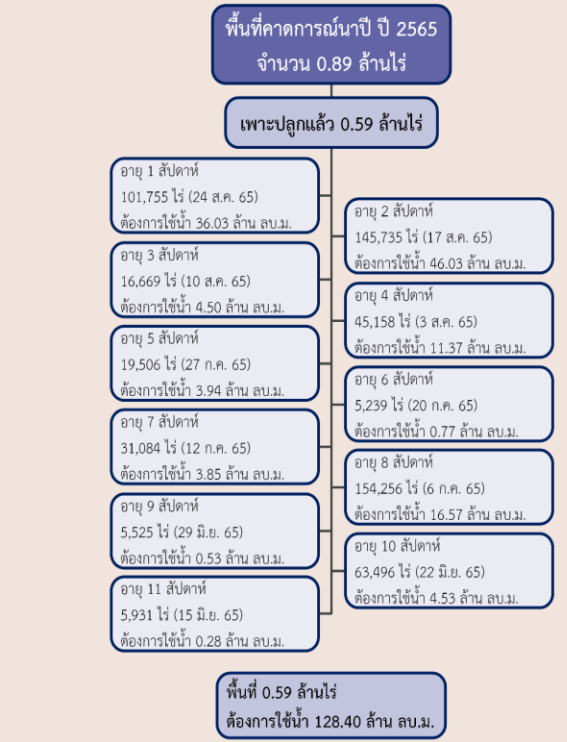 พื้นที่คาดการณ์นาปี ปี 2565
จำนวน 0.89 ล้านไร่
เพาะปลูกแล้ว 0.59 ล้านไร่
อายุ 1 สัปดาห์
101,755 ไร่ (24 ส.ค. 65)
ต้องการใช้น้ำ 36.03 ล้าน ลบ.ม.
อายุ 2 สัปดาห์
145,735 ไร่ (17 ส.ค. 65)
ต้องการใช้น้ำ 46.03 ล้าน ลบ.ม.
อายุ 3 สัปดาห์
16,669 ไร่ (10 ส.ค. 65)
ต้องการใช้น้ำ 4.50 ล้าน ลบ.ม.
อายุ 4 สัปดาห์
45,158 ไร่ (3 ส.ค. 65)
ต้องการใช้น้ำ 11.37 ล้าน ลบ.ม.
อายุ 5 สัปดาห์
19,506 ไร่ (27 ก.ค. 65)
ต้องการใช้น้ำ 3.94 ล้าน ลบ.ม.
อายุ 6 สัปดาห์
5,239 ไร่ (20 ก.ค. 65)
ต้องการใช้น้ำ 0.77 ล้าน ลบ.ม.
อายุ 7 สัปดาห์
31,084 ไร่ (12 ก.ค. 65)
ต้องการใช้น้ำ 3.85 ล้าน ลบ.ม.
อายุ 8 สัปดาห์
154,256 ไร่ (6 ก.ค. 65)
ต้องการใช้น้ำ 16.57 ล้าน ลบ.ม.
อายุ 9 สัปดาห์
5,525 ไร่ (29 มิ.ย. 65)
ต้องการใช้น้ำ 0.53 ล้าน ลบ.ม.
อายุ 10 สัปดาห์
63,496 ไร่ (22 มิ.ย. 65)
ต้องการใช้น้ำ 4.53 ล้าน ลบ.ม.
อายุ 11 สัปดาห์
5,931 ไร่ (15 มิ.ย. 65)
ต้องการใช้น้ำ 0.28 ล้าน ลบ.ม.
พื้นที่ 0.59 ล้านไร่
ต้องการใช้น้ำ 128.40 ล้าน ลบ.ม.